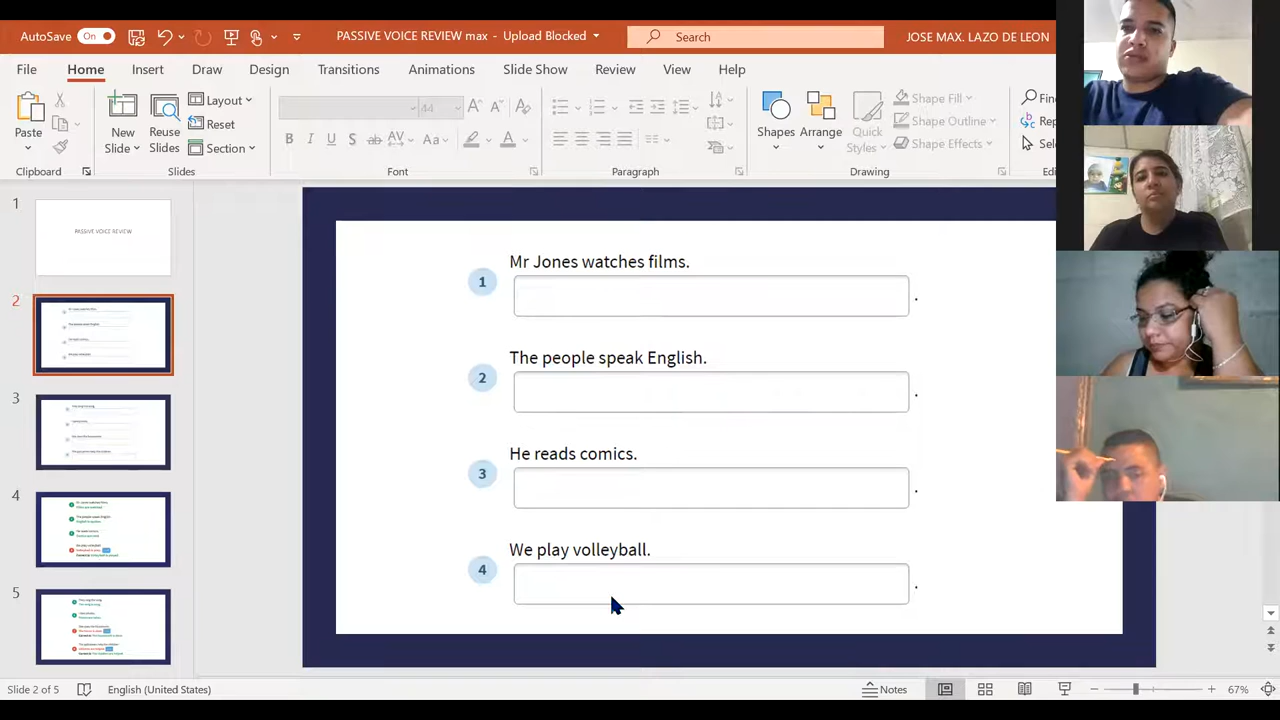 AutoSave On
PASSIVE VOICE REVIEW max - Upload Blocked
Search
JOSE MAX. LAZO DE LEON
File Home Insert Draw Design Transitions Animations Slide Show Review View Help
Paste
New Slide
Reuse Slides
Layout
Reset
Section
44
B I U ab AV Aa A
Shapes
Arrange
Quick Styles
Shape Fill
Shape Outline
Shape Effects
Clipboard
Slides
Font
Paragraph
Drawing
1
PASSIVE VOICE REVIEW
2
3
4
5
Mr Jones watches films.
1 .
The people speak English.
2 .
He reads comics.
3 .
We play volleyball.
4 .
Slide 2 of 5
English (United States)
Notes
67%